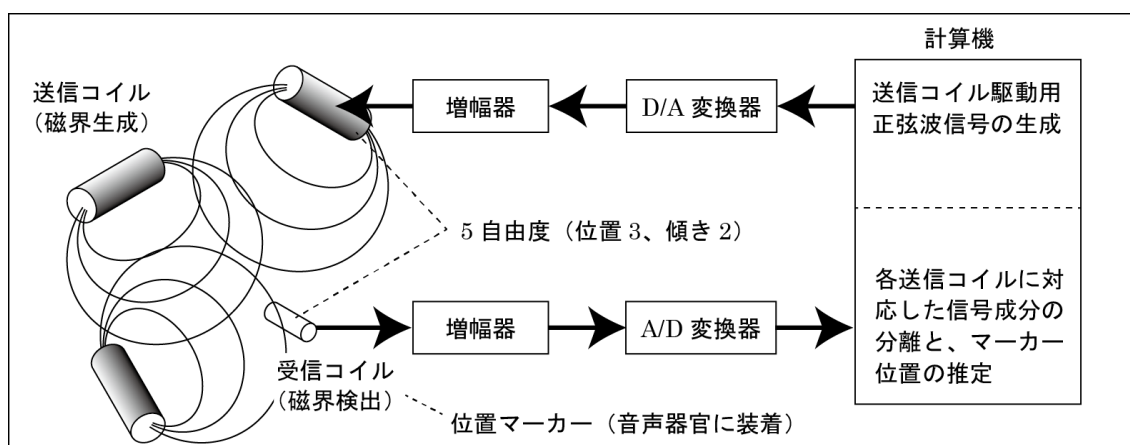 計算機
送信コイル
（磁界生成）
増幅器
D/A 変換器
送信コイル駆動用
正弦波信号の生成
5 自由度（位置 3、傾き 2）
受信コイル
（磁界検出）
増幅器
A/D 変換器
各送信コイルに対
応した信号成分の
分離と、マーカー
位置の推定
位置マーカー（音声器官に装着）